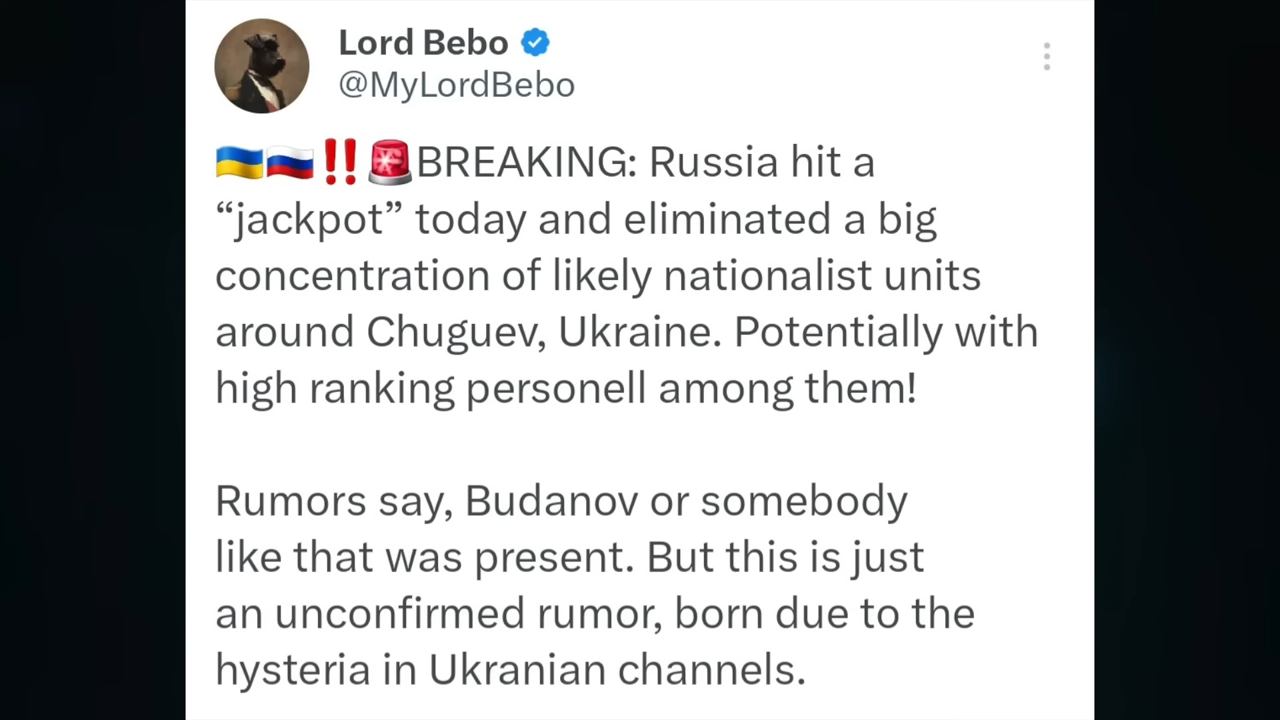 Lord Bebo
@MyLordBebo
🇺🇦🇷🇺‼️🚨BREAKING: Russia hit a
“jackpot” today and eliminated a big
concentration of likely nationalist units
around Chuguev, Ukraine. Potentially with
high ranking personell among them!
Rumors say, Budanov or somebody
like that was present. But this is just
an unconfirmed rumor, born due to the
hysteria in Ukranian channels.